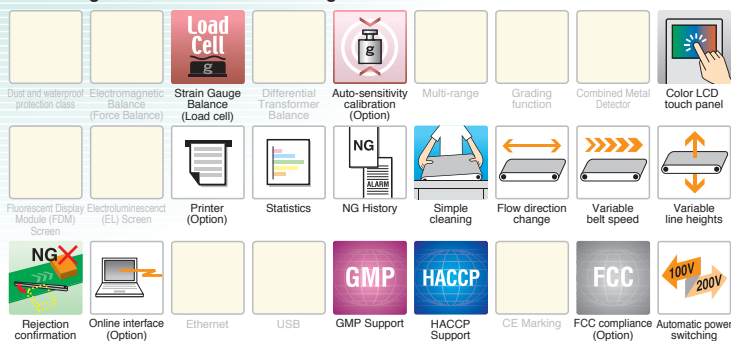 Load
Cell
g
g
Dust and waterproof
protection class
Electromagnetic
Balance
(Force Balance)
Strain Gauge
Balance
(Load cell)
Differential
Transformer
Balance
Auto-sensitivity
calibration
(Option)
Multi-range
Grading
function
Combined Metal
Detector
Color LCD
touch panel
NG
ALARM
Fluorescent Display
Module (FDM)
Screen
Electroluminescenct
(EL) Screen
Printer
(Option)
Statistics
NG History
Simple
cleaning
Flow direction
change
Variable
belt speed
Variable
line heights
NG
GMP
HACCP
FCC
100V
200V
Rejection
confirmation
Online interface
(Option)
Ethernet
USB
GMP Support
HACCP
Support
CE Marking
FCC compliance
(Option)
Automatic power
switching